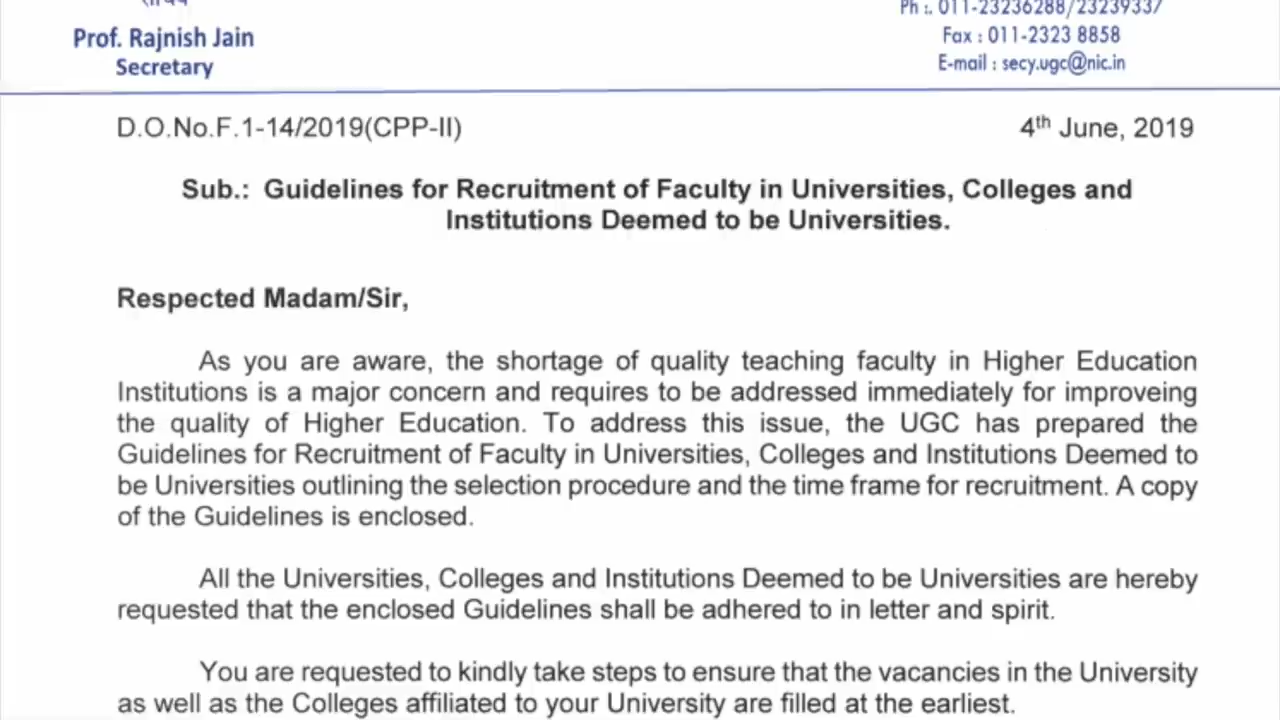 Prof. Rajnish Jain
Secretary
Ph :. 011-23236288/23239337
Fax : 011-2323 8858
E-mail : secy.ugc@nic.in
D.O.No.F.1-14/2019(CPP-II)
4th June, 2019
Sub.: Guidelines for Recruitment of Faculty in Universities, Colleges and
Institutions Deemed to be Universities.
Respected Madam/Sir,
As you are aware, the shortage of quality teaching faculty in Higher Education
Institutions is a major concern and requires to be addressed immediately for improveing
the quality of Higher Education. To address this issue, the UGC has prepared the
Guidelines for Recruitment of Faculty in Universities, Colleges and Institutions Deemed to
be Universities outlining the selection procedure and the time frame for recruitment. A copy
of the Guidelines is enclosed.
All the Universities, Colleges and Institutions Deemed to be Universities are hereby
requested that the enclosed Guidelines shall be adhered to in letter and spirit.
You are requested to kindly take steps to ensure that the vacancies in the University
as well as the Colleges affiliated to your University are filled at the earliest.